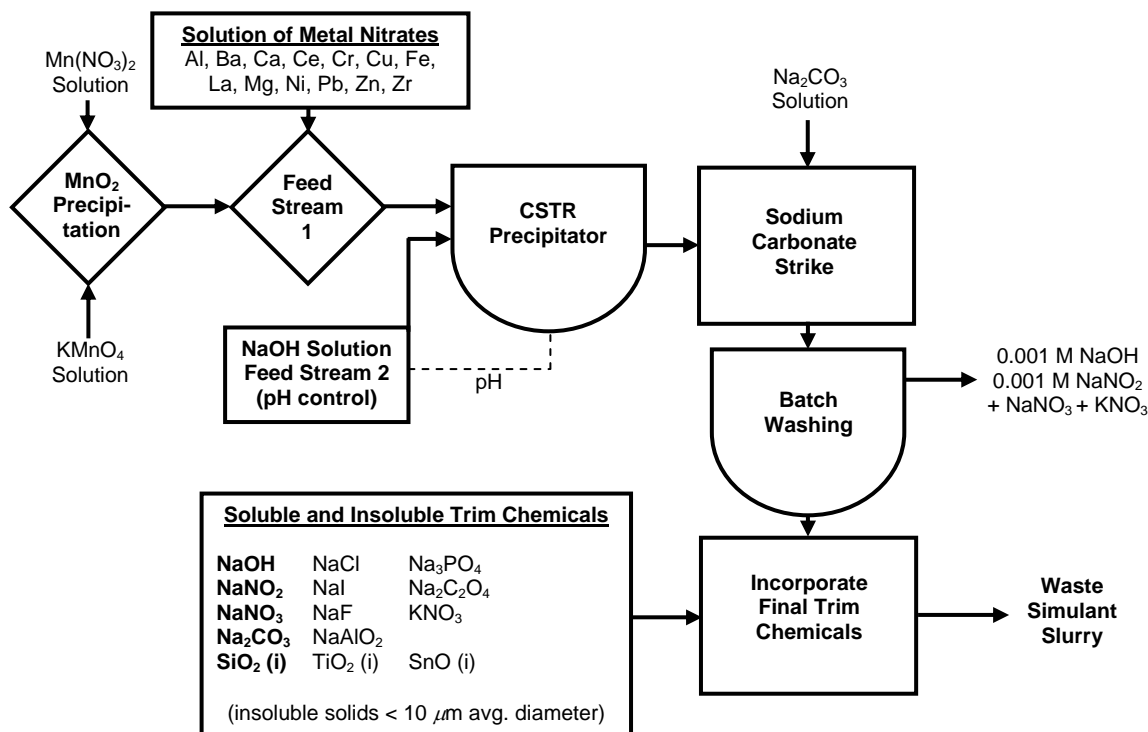 Solution of Metal Nitrates
Al, Ba, Ca, Ce, Cr, Cu, Fe,
La, Mg, Ni, Pb, Zn, Zr
Mn(NO₃)₂
Solution
Na₂CO₃
Solution
MnO₂
Precipi-
tation
Feed
Stream
1
CSTR
Precipitator
Sodium
Carbonate
Strike
KMnO₄
Solution
NaOH Solution
Feed Stream 2
(pH control)
pH
Batch
Washing
0.001 M NaOH
0.001 M NaNO₂
+ NaNO₃ + KNO₃
Soluble and Insoluble Trim Chemicals
NaOH NaCl Na₃PO₄
NaNO₂ NaI Na₂C₂O₄
NaNO₃ NaF KNO₃
Na₂CO₃ NaAlO₂
SiO₂ (i) TiO₂ (i) SnO (i)
(insoluble solids < 10 μm avg. diameter)
Incorporate
Final Trim
Chemicals
Waste
Simulant
Slurry